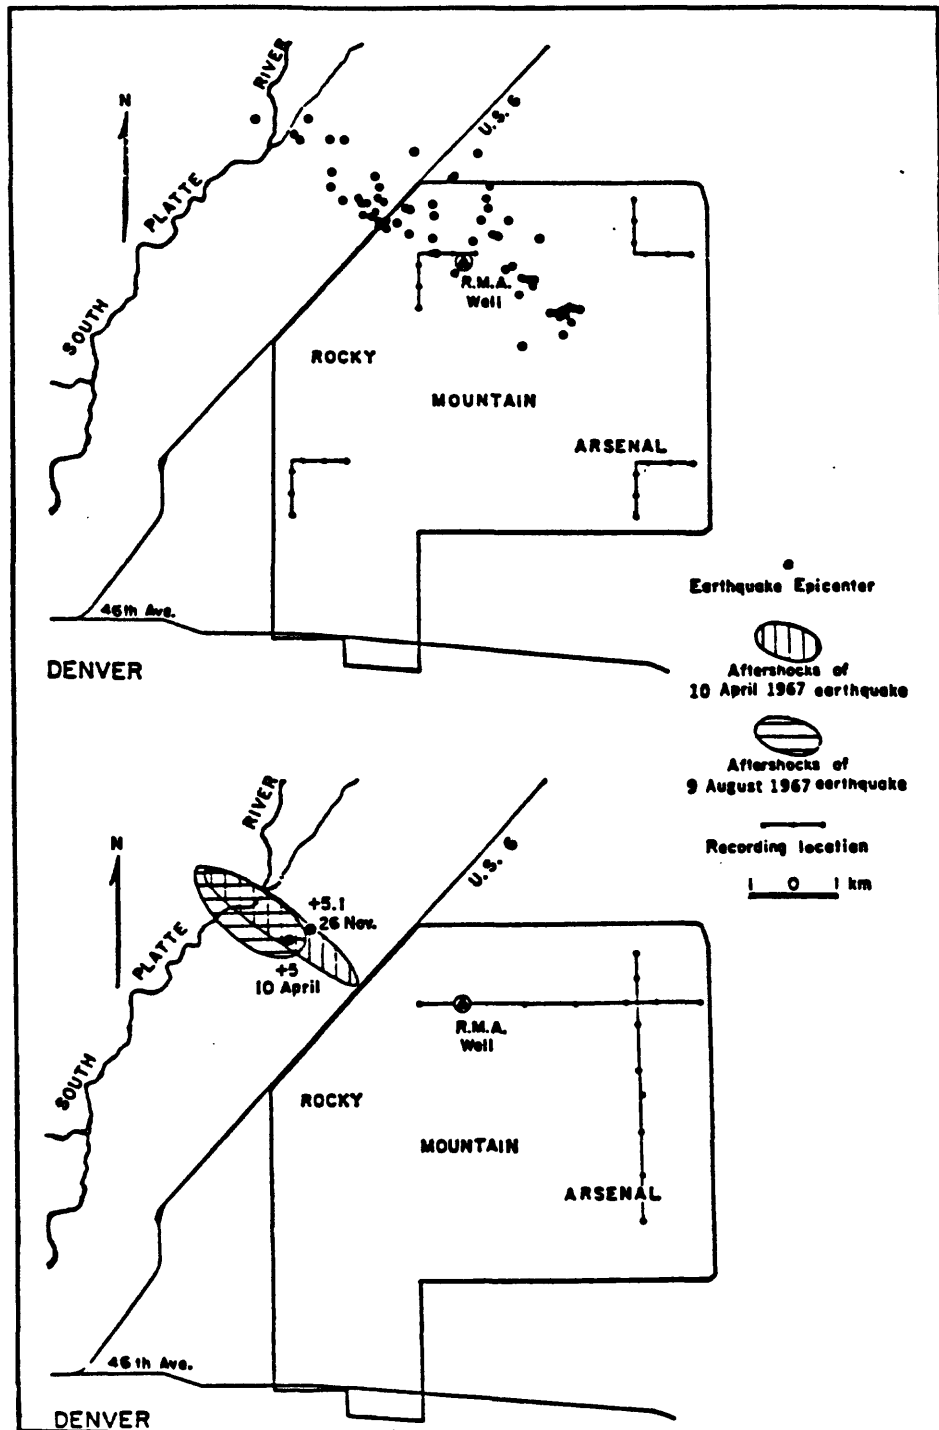 N
RIVER
U.S. 6
PLATTE
SOUTH
R.M.A.
Well
ROCKY
MOUNTAIN
ARSENAL
46th Ave.
DENVER
Earthquake Epicenter
Aftershocks of
10 April 1967 earthquake
Aftershocks of
9 August 1967 earthquake
Recording location
1 0 1 km
N
RIVER
U.S. 6
+5.1
26 Nov.
PLATTE
+5
10 April
SOUTH
R.M.A.
Well
ROCKY
MOUNTAIN
ARSENAL
46th Ave.
DENVER